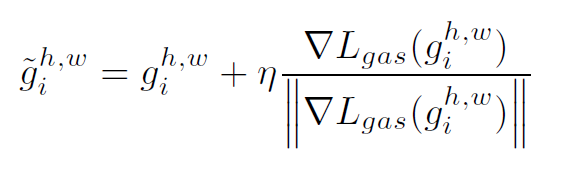 $\tilde{g}_i^{h,w} = g_i^{h,w} + \eta \frac{\nabla L_{gas}(g_i^{h,w})}{\left\| \nabla L_{gas}(g_i^{h,w}) \right\|}$